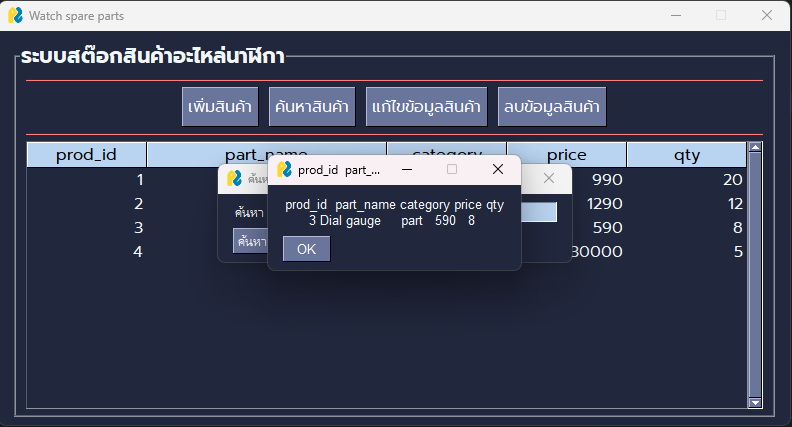 Watch spare parts
ระบบสต๊อกสินค้าอะไหล่นาฬิกา
เพิ่มสินค้า ค้นหาสินค้า แก้ไขข้อมูลสินค้า ลบข้อมูลสินค้า
prod_id part_name category price qty
1 990 20
2 1290 12
3 590 8
4 30000 5
ค้นหา
ค้นหา
ค้นหา
prod_id part_...
prod_id part_name category price qty
3 Dial gauge part 590 8
OK